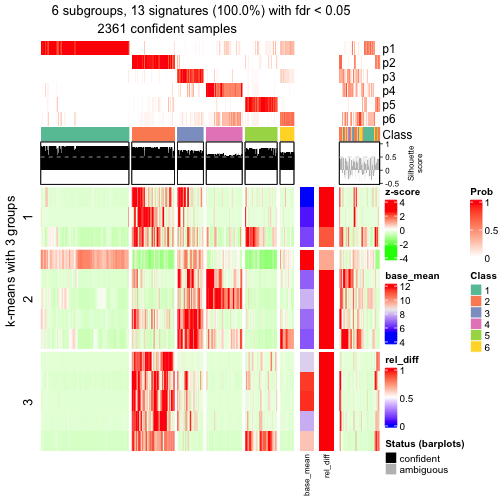 6 subgroups, 13 signatures (100.0%) with fdr < 0.05
2361 confident samples
p1
p2
p3
p4
p5
p6
Class
1
0.5
0
-0.5
Silhouette
score
k-means with 3 groups
1
2
3
base_mean
rel_diff
z-score
4
2
0
-2
-4
base_mean
12
10
8
6
4
rel_diff
1
0.5
0
Prob
1
0.5
0
Class
1
2
3
4
5
6
Status (barplots)
confident
ambiguous